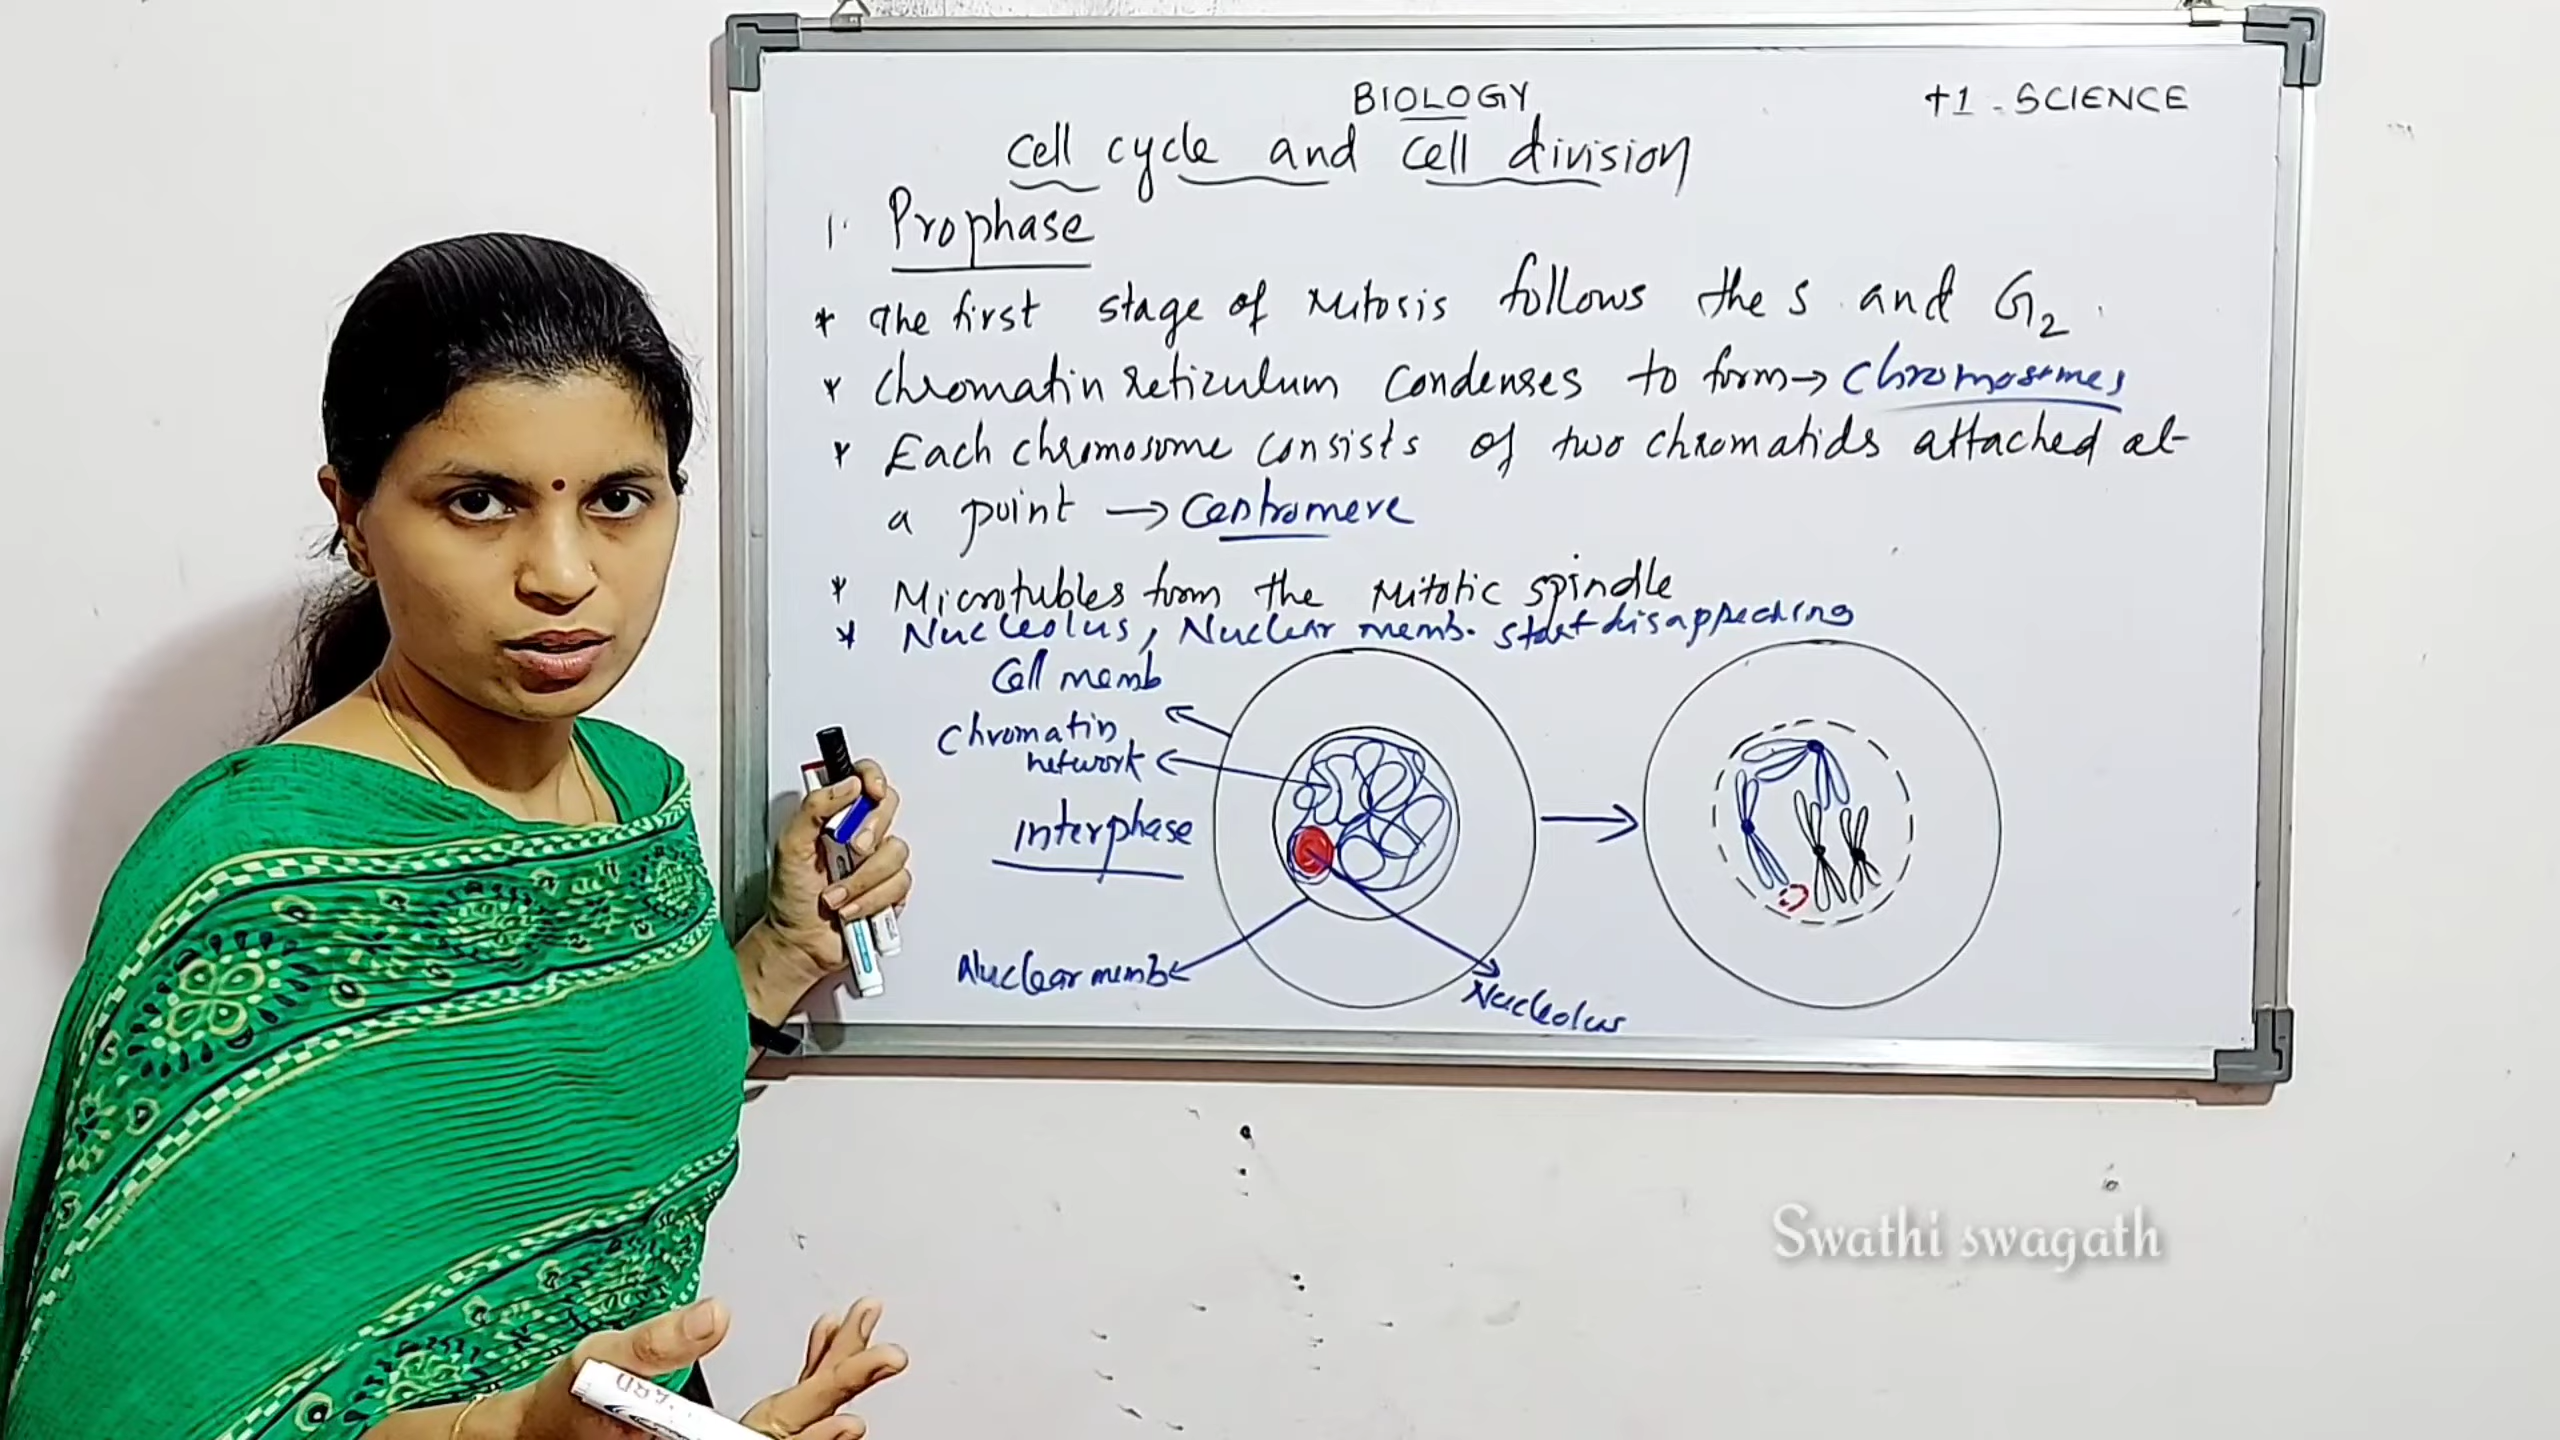 BIOLOGY
+1 - SCIENCE
Cell cycle and Cell division
1. Prophase
* The first stage of Mitosis follows the S and G2.
* Chromatin reticulum Condenses to form → Chromosomes
* Each chromosome consists of two chromatids attached at
a point → Centromere
* Microtubles form the Mitotic spindle
* Nucleolus, Nuclear memb. start disappearing
Cell memb
Chromatin
network
Interphase
Nuclear memb
Nucleolus
Swathi swagath